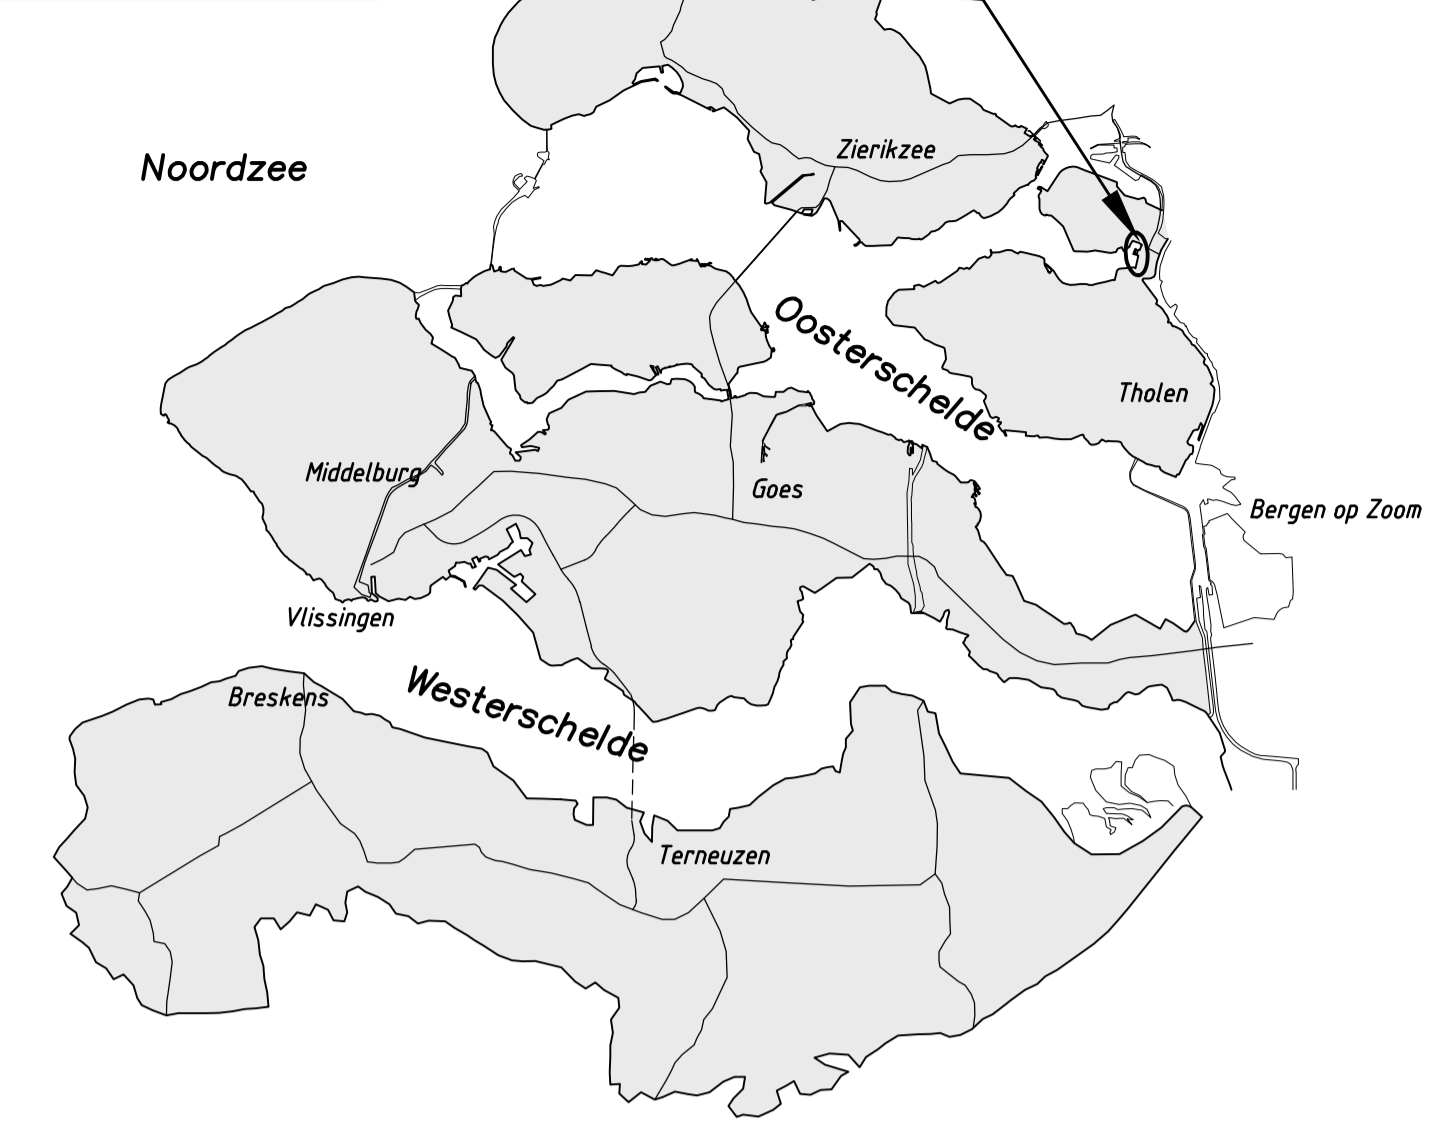 Zierikzee
Noordzee
Oosterschelde
Tholen
Middelburg
Goes
Bergen op Zoom
Vlissingen
Westerschelde
Breskens
Terneuzen